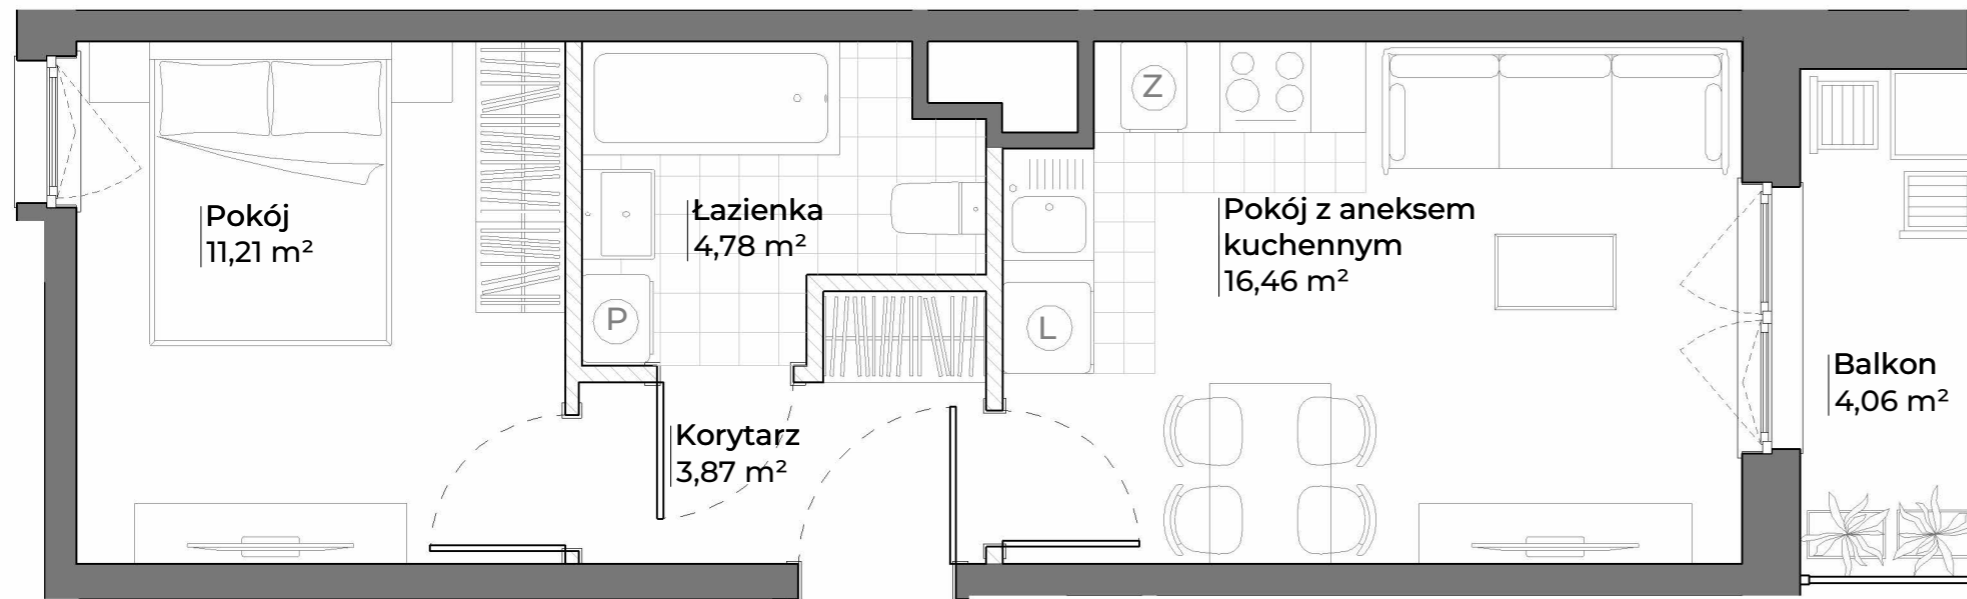 Pokój
11,21 m²
P
Łazienka
4,78 m²
Korytarz
3,87 m²
Z
L
Pokój z aneksem
kuchennym
16,46 m²
Balkon
4,06 m²